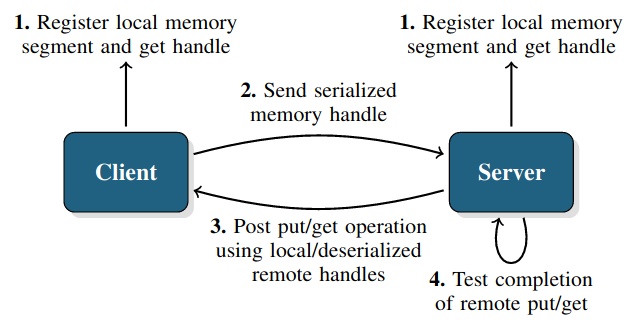 1. Register local memory
segment and get handle
1. Register local memory
segment and get handle
2. Send serialized
memory handle
Client
Server
3. Post put/get operation
using local/deserialized
remote handles
4. Test completion
of remote put/get